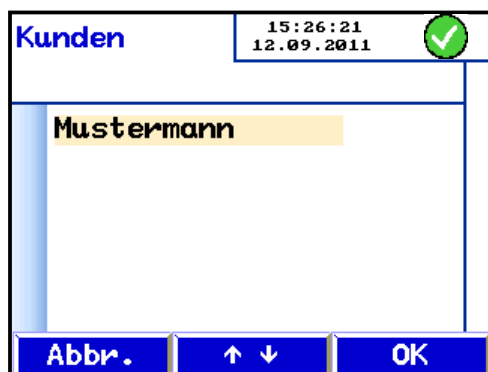 Kunden
15:26:21
12.09.2011
Mustermann
Abbr. ↑ ↓ OK